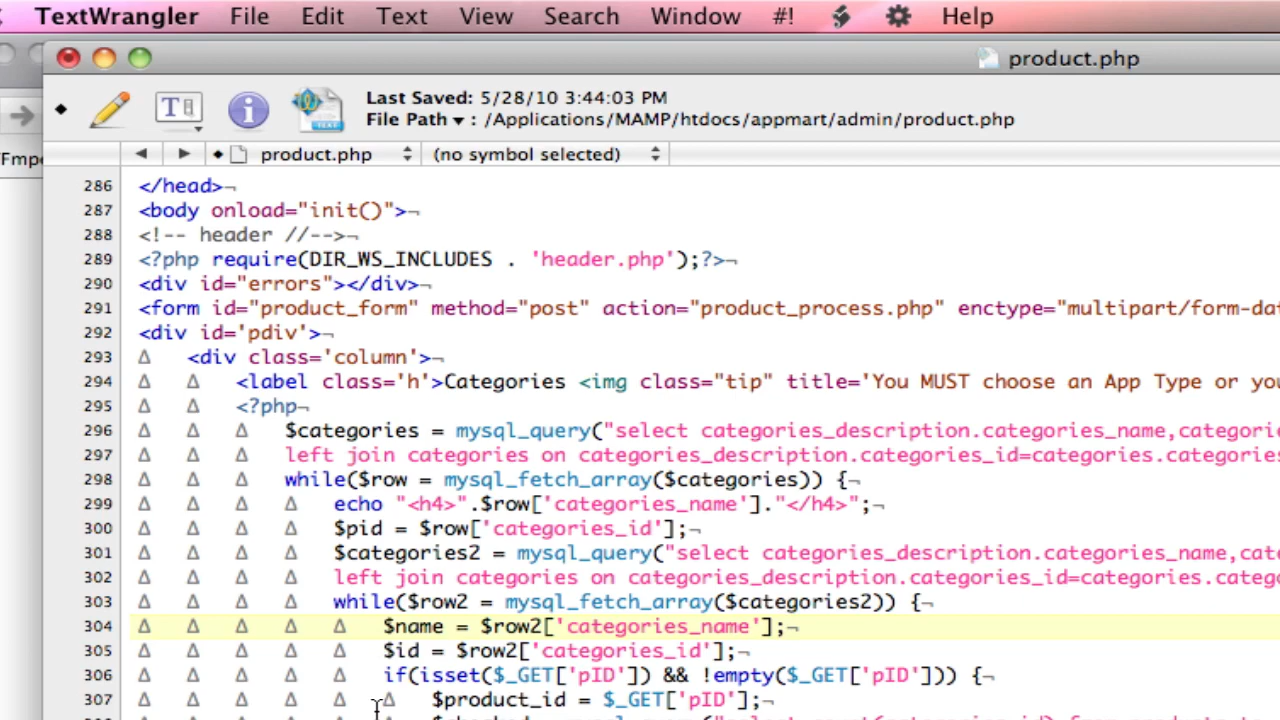 TextWrangler File Edit Text View Search Window #! Help
product.php
Last Saved: 5/28/10 3:44:03 PM
File Path ▾ : /Applications/MAMP/htdocs/appmart/admin/product.php
product.php (no symbol selected)
286 </head>¬
287 <body onload="init()">¬
288 <!-- header //-->¬
289 <?php require(DIR_WS_INCLUDES . 'header.php');?>¬
290 <div id="errors"></div>¬
291 <form id="product_form" method="post" action="product_process.php" enctype="multipart/form-da
292 <div id='pdiv'>¬
293 ∆ <div class='column'>¬
294 ∆ ∆ <label class='h'>Categories <img class="tip" title='You MUST choose an App Type or you
295 ∆ ∆ <?php¬
296 ∆ ∆ ∆ $categories = mysql_query("select categories_description.categories_name,categori
297 ∆ ∆ ∆ left join categories on categories_description.categories_id=categories.categories
298 ∆ ∆ ∆ while($row = mysql_fetch_array($categories)) {¬
299 ∆ ∆ ∆ ∆ echo "<h4>".$row['categories_name']."</h4>";¬
300 ∆ ∆ ∆ ∆ $pid = $row['categories_id'];¬
301 ∆ ∆ ∆ ∆ $categories2 = mysql_query("select categories_description.categories_name,cate
302 ∆ ∆ ∆ ∆ left join categories on categories_description.categories_id=categories.catego
303 ∆ ∆ ∆ ∆ while($row2 = mysql_fetch_array($categories2)) {¬
304 ∆ ∆ ∆ ∆ ∆ $name = $row2['categories_name'];¬
305 ∆ ∆ ∆ ∆ ∆ $id = $row2['categories_id'];¬
306 ∆ ∆ ∆ ∆ ∆ if(isset($_GET['pID']) && !empty($_GET['pID'])) {¬
307 ∆ ∆ ∆ ∆ ∆ ∆ $product_id = $_GET['pID'];¬